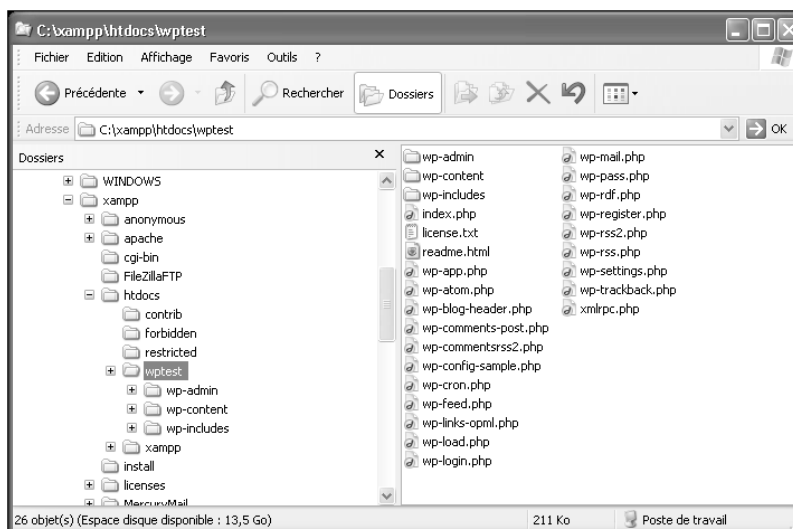 C:\xampp\htdocs\wptest
Fichier Edition Affichage Favoris Outils ?
Précédente Rechercher Dossiers
Adresse C:\xampp\htdocs\wptest OK
Dossiers
WINDOWS
xampp
anonymous
apache
cgi-bin
FileZillaFTP
htdocs
contrib
forbidden
restricted
wptest
wp-admin
wp-content
wp-includes
xampp
install
licenses
MercuryMail
wp-admin
wp-content
wp-includes
index.php
license.txt
readme.html
wp-app.php
wp-atom.php
wp-blog-header.php
wp-comments-post.php
wp-commentsrss2.php
wp-config-sample.php
wp-cron.php
wp-feed.php
wp-links-opml.php
wp-load.php
wp-login.php
wp-mail.php
wp-pass.php
wp-rdf.php
wp-register.php
wp-rss2.php
wp-rss.php
wp-settings.php
wp-trackback.php
xmlrpc.php
26 objet(s) (Espace disque disponible : 13,5 Go) 211 Ko Poste de travail